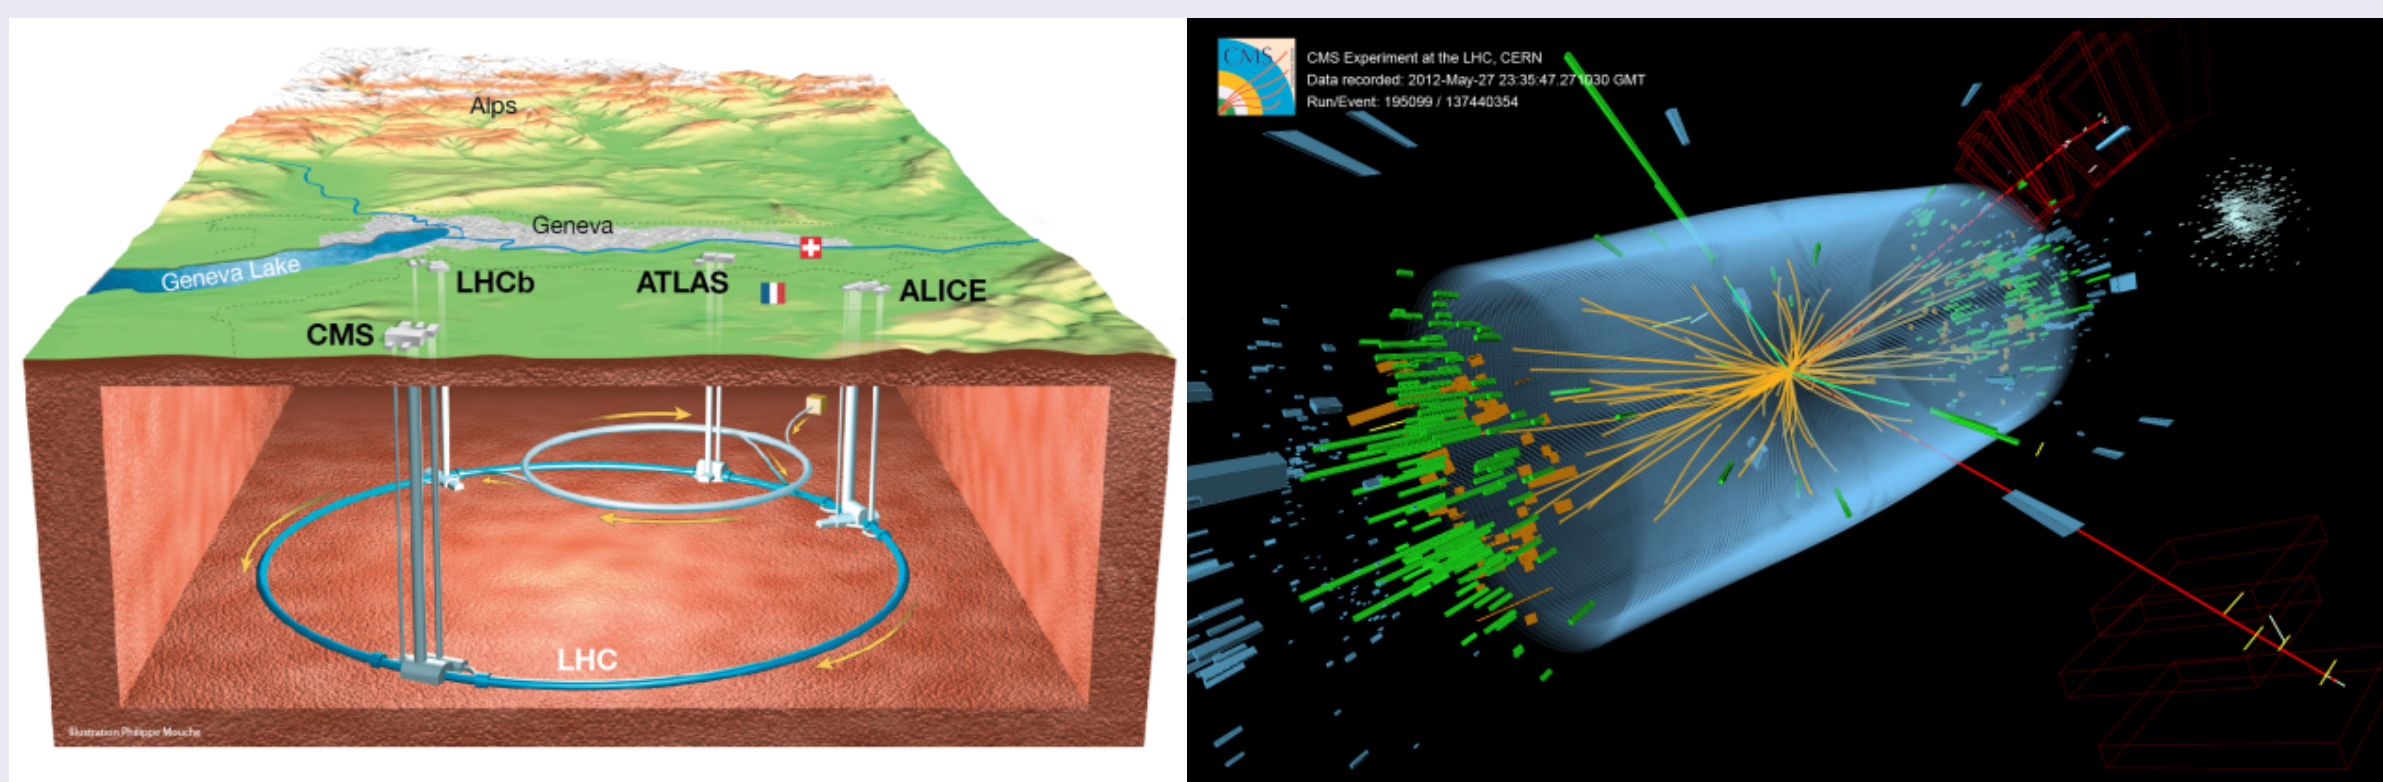 Alps
Geneva
Geneva Lake
LHCb
ATLAS
ALICE
CMS
LHC
Illustration Philippe Mouche
CMS
CMS Experiment at the LHC, CERN
Data recorded: 2012-May-27 23:35:47.271030 GMT
Run/Event: 195099 / 137440354